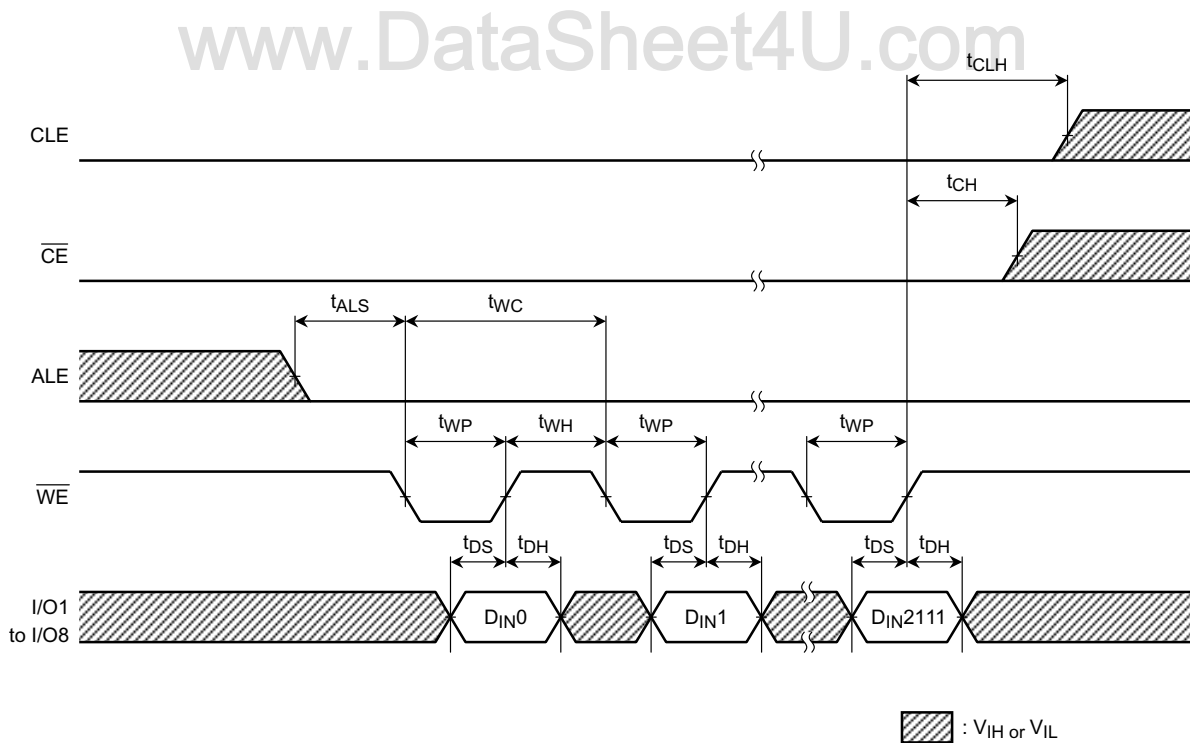 www.DataSheet4U.com
tCLH
CLE
tCH
CE
tALS
tWC
ALE
tWP
tWH
tWP
tWP
WE
tDS
tDH
tDS
tDH
tDS
tDH
I/O1
to I/O8
DIN0
DIN1
DIN2111
: VIH or VIL